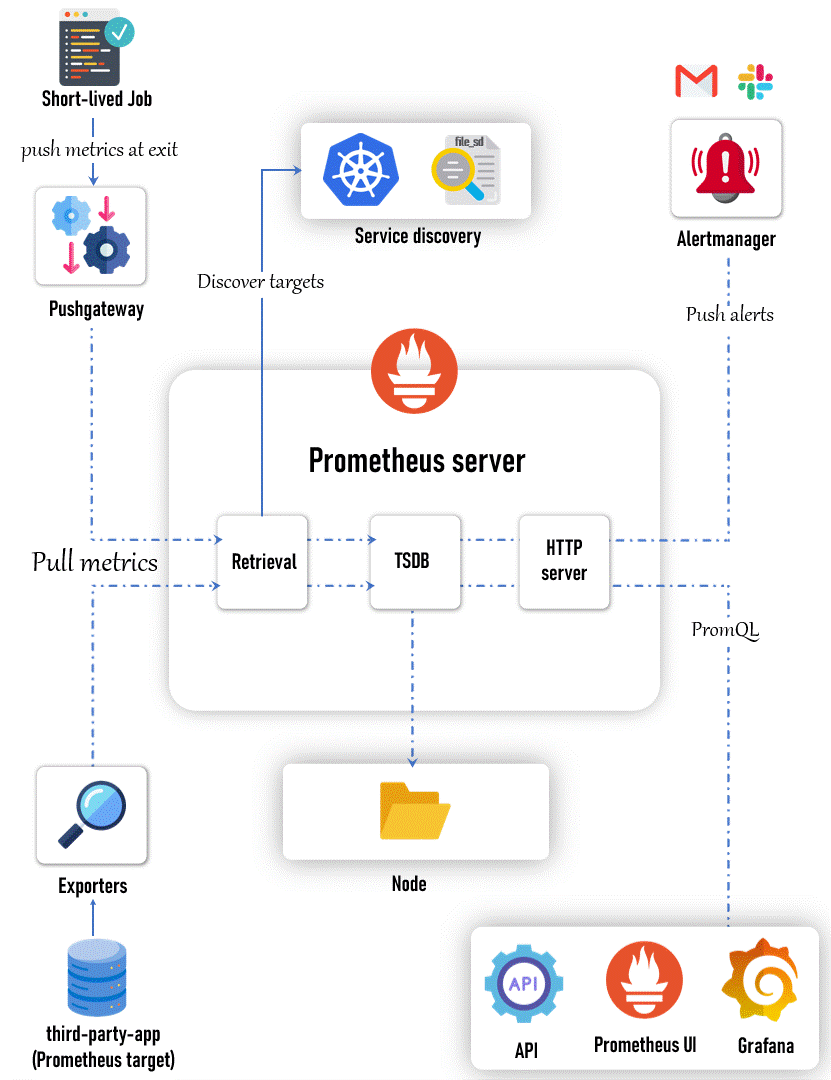 Short-lived Job
push metrics at exit
Pushgateway
file_sd
Service discovery
Discover targets
Alertmanager
Push alerts
Prometheus server
Pull metrics
Retrieval
TSDB
HTTP
server
PromQL
Exporters
Node
third-party-app
(Prometheus target)
API
API
Prometheus UI
Grafana